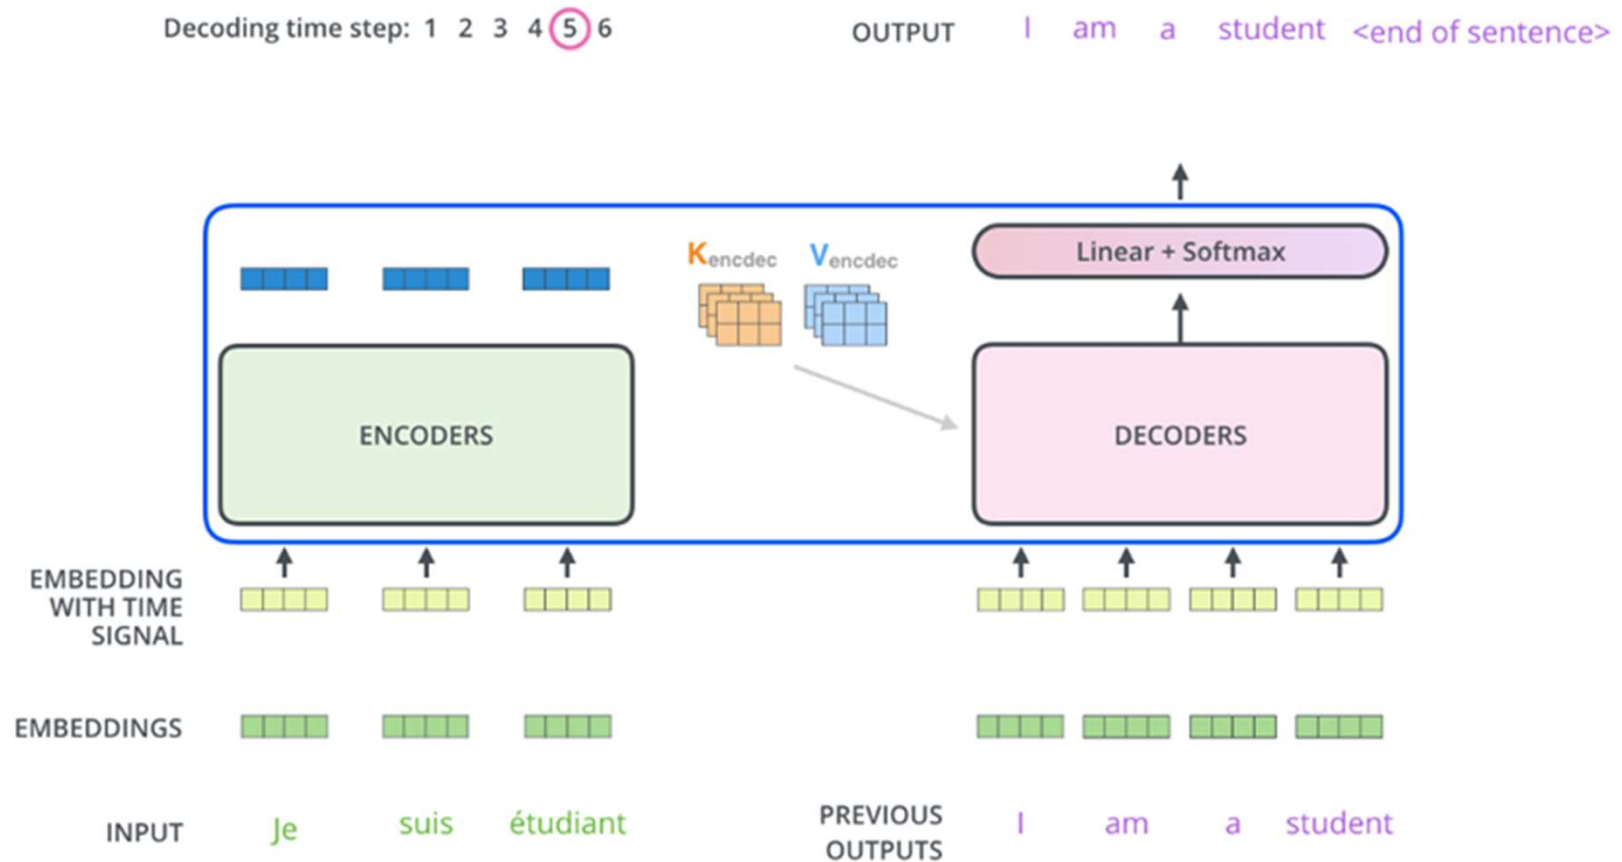 Decoding time step: 1 2 3 4 5 6
OUTPUT I am a student <end of sentence>
Kencdec Vencdec
Linear + Softmax
ENCODERS
DECODERS
EMBEDDING
WITH TIME
SIGNAL
EMBEDDINGS
INPUT Je suis étudiant
PREVIOUS
OUTPUTS
I am a student